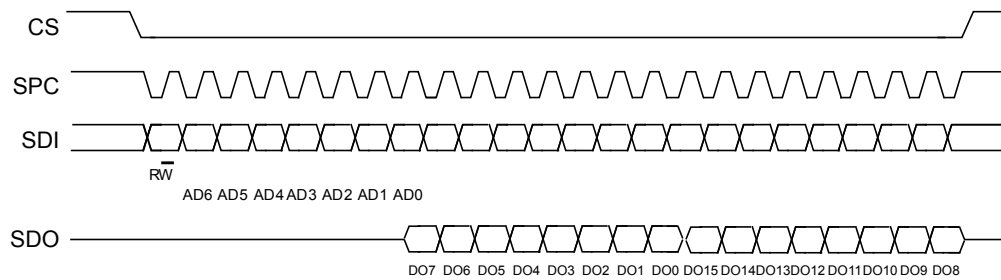 CS
SPC
SDI
RW
AD6 AD5 AD4 AD3 AD2 AD1 AD0
SDO
DO7 DO6 DO5 DO4 DO3 DO2 DO1 DO0 DO15 DO14 DO13 DO12 DO11 DO10 DO9 DO8